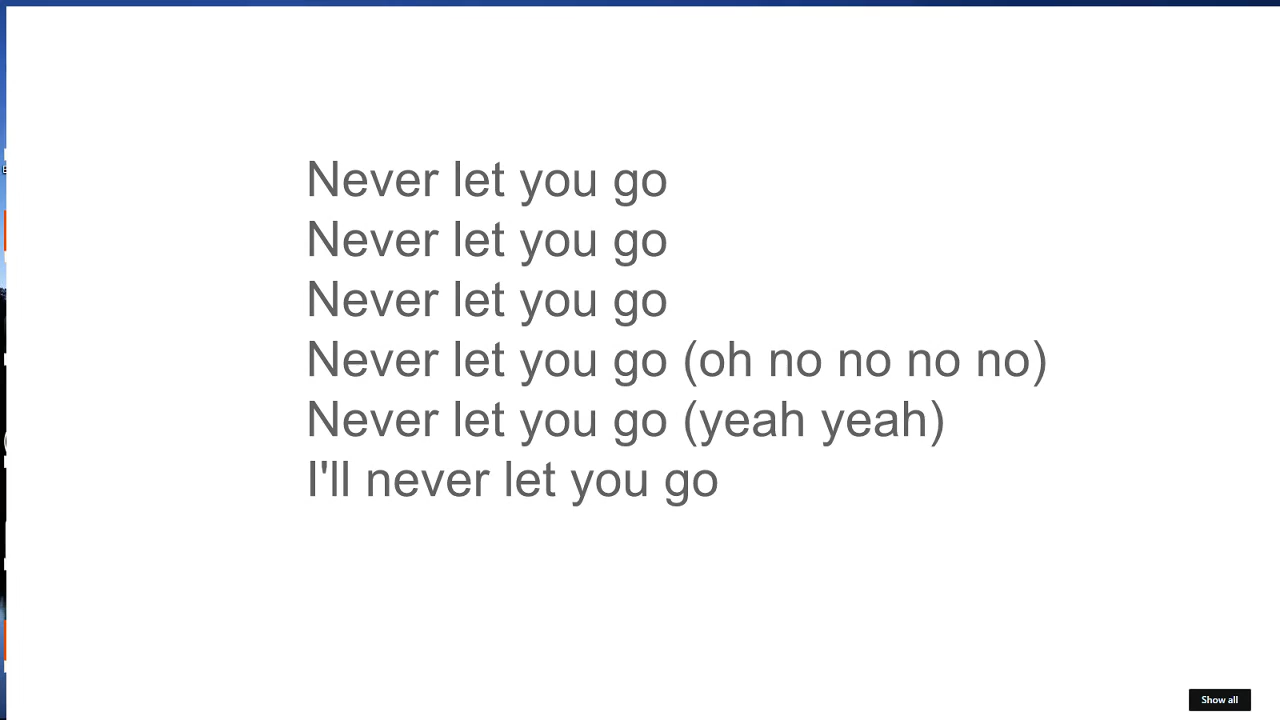 Never let you go
Never let you go
Never let you go
Never let you go (oh no no no no)
Never let you go (yeah yeah)
I'll never let you go
Show all